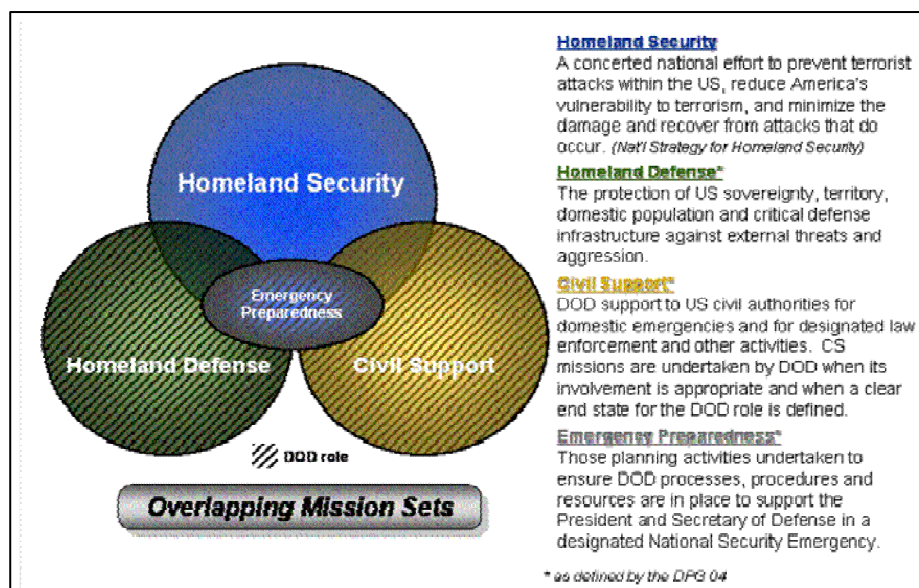 Homeland Security
Emergency
Preparedness
Homeland Defense
Civil Support
DOD role
Overlapping Mission Sets
Homeland Security
A concerted national effort to prevent terrorist
attacks within the US, reduce America's
vulnerability to terrorism, and minimize the
damage and recover from attacks that do
occur. (Nat'l Strategy for Homeland Security)
Homeland Defense*
The protection of US sovereignty, territory,
domestic population and critical defense
infrastructure against external threats and
aggression.
Civil Support*
DOD support to US civil authorities for
domestic emergencies and for designated law
enforcement and other activities. CS
missions are undertaken by DOD when its
involvement is appropriate and when a clear
end state for the DOD role is defined.
Emergency Preparedness*
Those planning activities undertaken to
ensure DOD processes, procedures and
resources are in place to support the
President and Secretary of Defense in a
designated National Security Emergency.
* as defined by the DPG 04